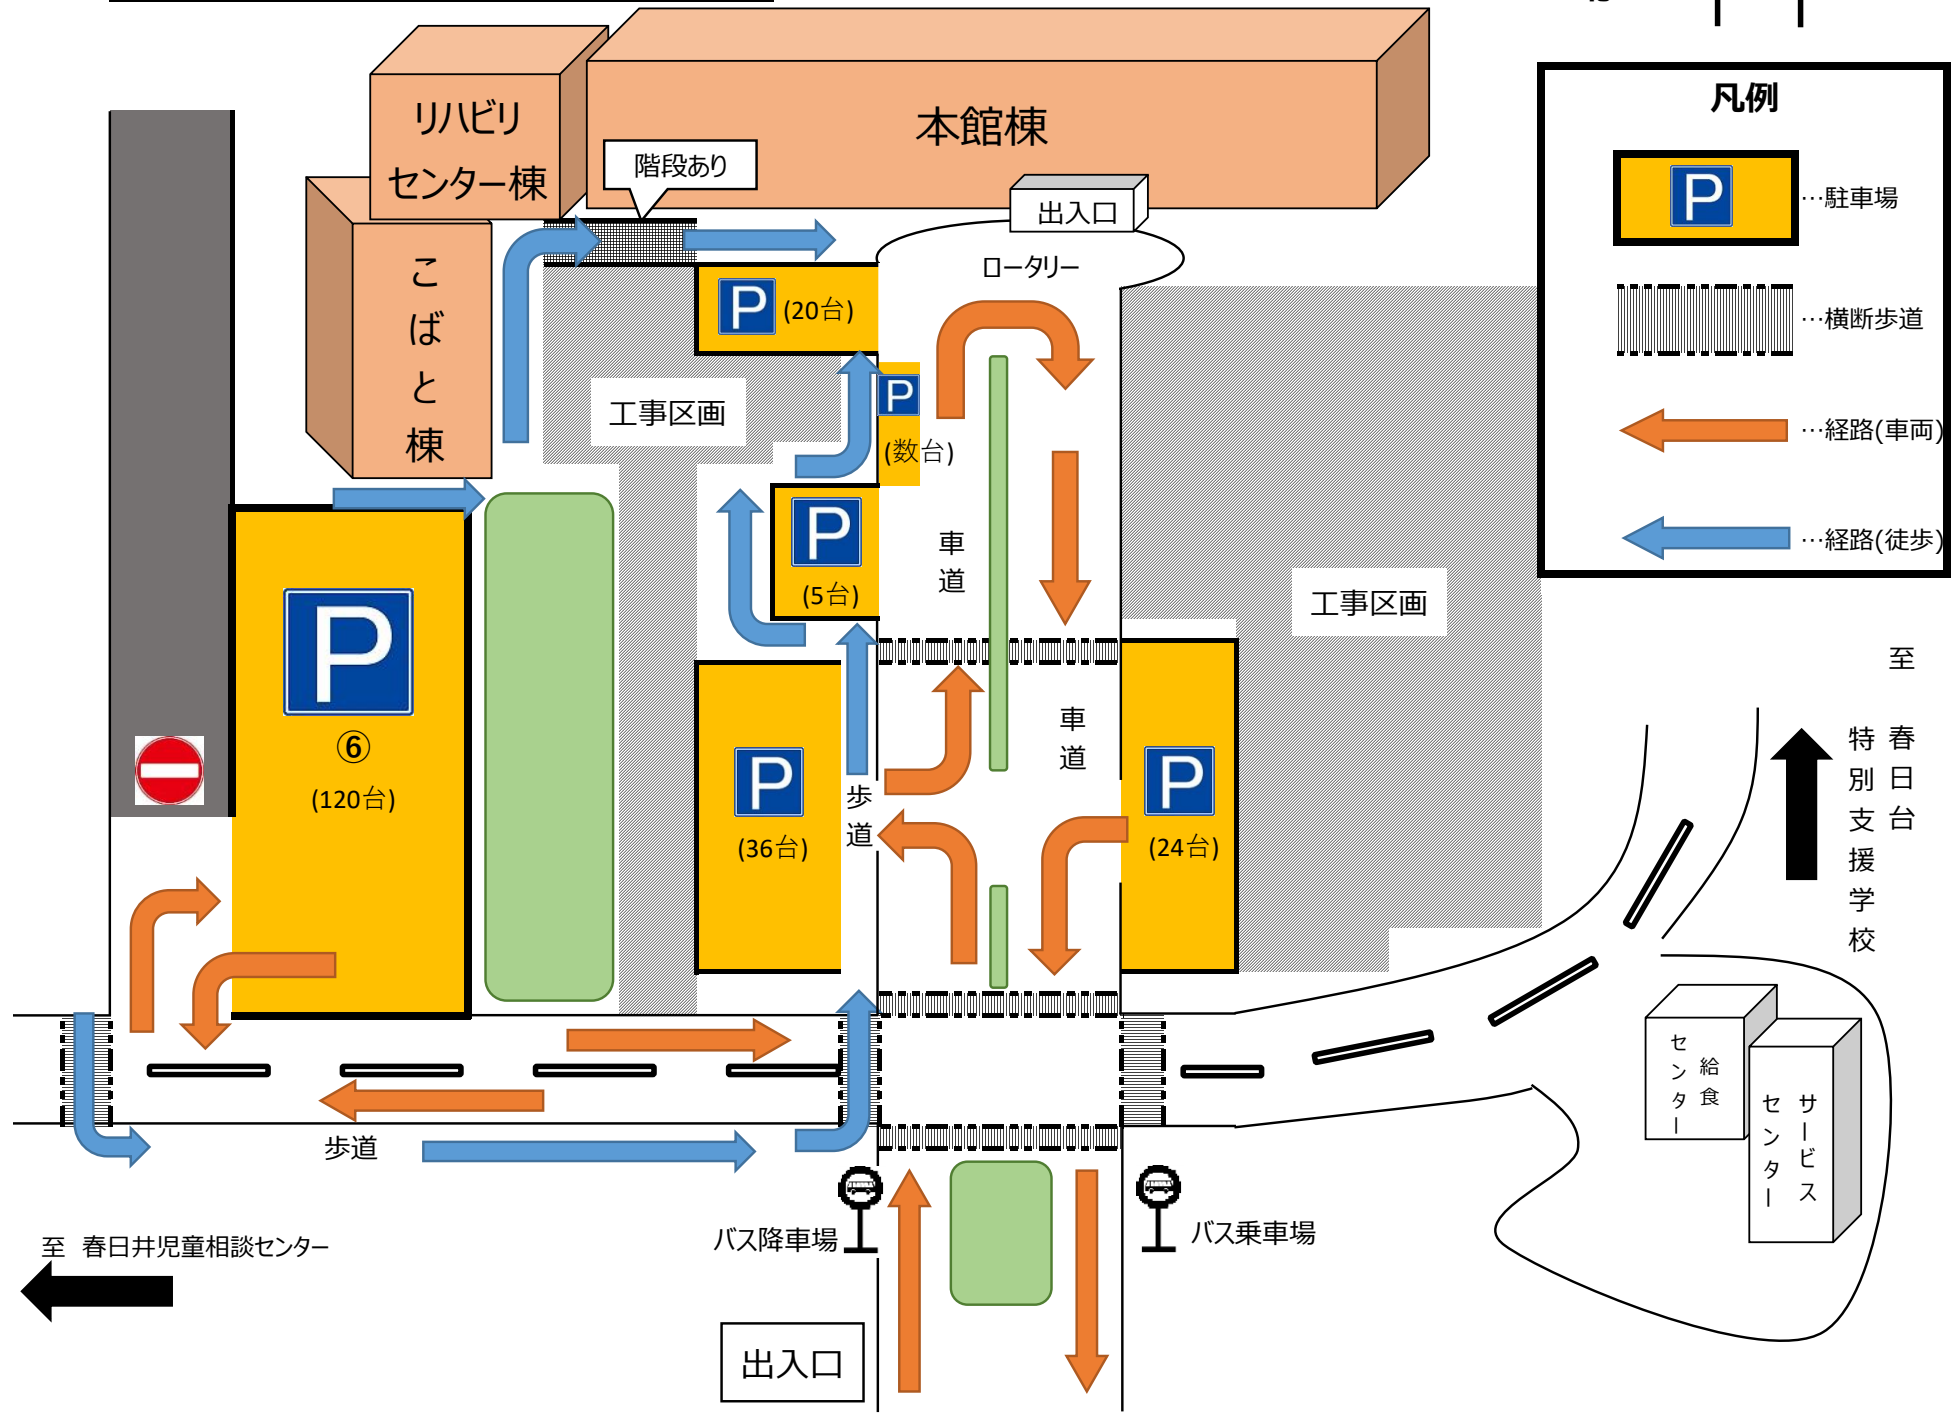 リハビリ
センター棟
本館棟
階段あり
出入口
ロータリー
こばと棟
P
(20台)
工事区画
P
(数台)
P
(5台)
車道
工事区画
P
⑥
(120台)
P
(36台)
歩道
車道
P
(24台)
凡例
P
…駐車場
…横断歩道
…経路(車両)
…経路(徒歩)
至 春日台
特別支援学校
給食
センター
サービス
センター
歩道
バス降車場
バス乗車場
至 春日井児童相談センター
出入口